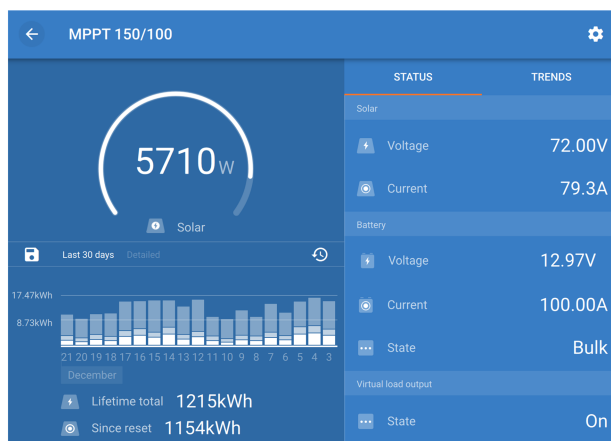 MPPT 150/100
5710W
Solar
Last 30 days Detailed
17.47kWh
8.73kWh
21 20 19 18 17 16 15 14 13 12 11 10 9 8 7 6 5 4 3
December
Lifetime total 1215kWh
Since reset 1154kWh
STATUS TRENDS
Solar
Voltage 72.00V
Current 79.3A
Battery
Voltage 12.97V
Current 100.00A
State Bulk
Virtual load output
State On